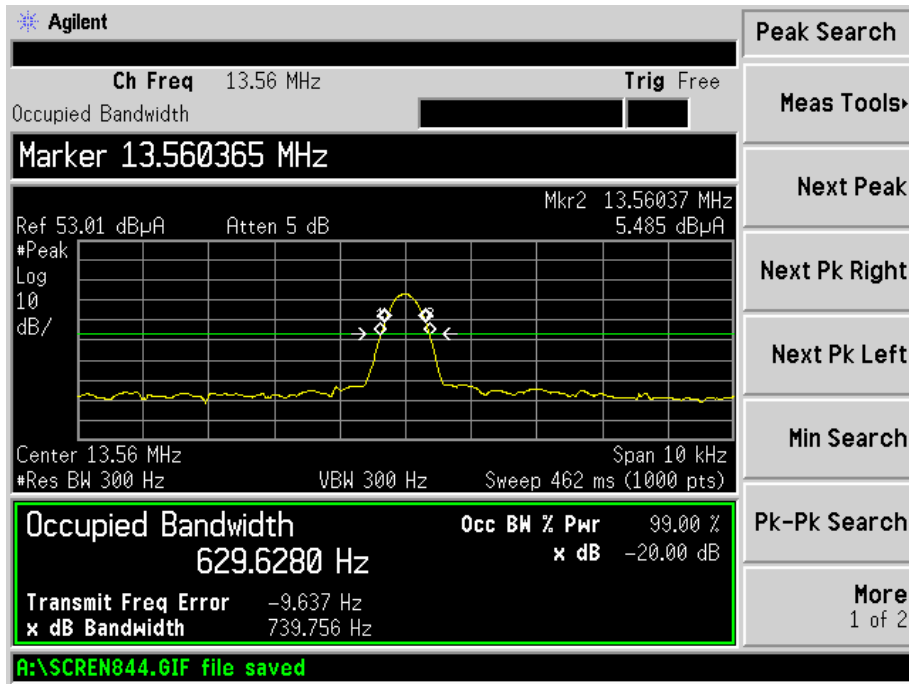 Agilent
Peak Search
Ch Freq 13.56 MHz Trig Free
Occupied Bandwidth
Meas Tools
Marker 13.560365 MHz
Next Peak
Mkr2 13.56037 MHz
Ref 53.01 dBµA Atten 5 dB 5.485 dBµA
#Peak
Log
10
dB/
Next Pk Right
Next Pk Left
Min Search
Center 13.56 MHz Span 10 kHz
#Res BW 300 Hz VBW 300 Hz Sweep 462 ms (1000 pts)
Occupied Bandwidth Occ BW % Pwr 99.00 %
629.6280 Hz x dB -20.00 dB
Pk-Pk Search
Transmit Freq Error -9.637 Hz
x dB Bandwidth 739.756 Hz
More
1 of 2
A:\SCREN844.GIF file saved